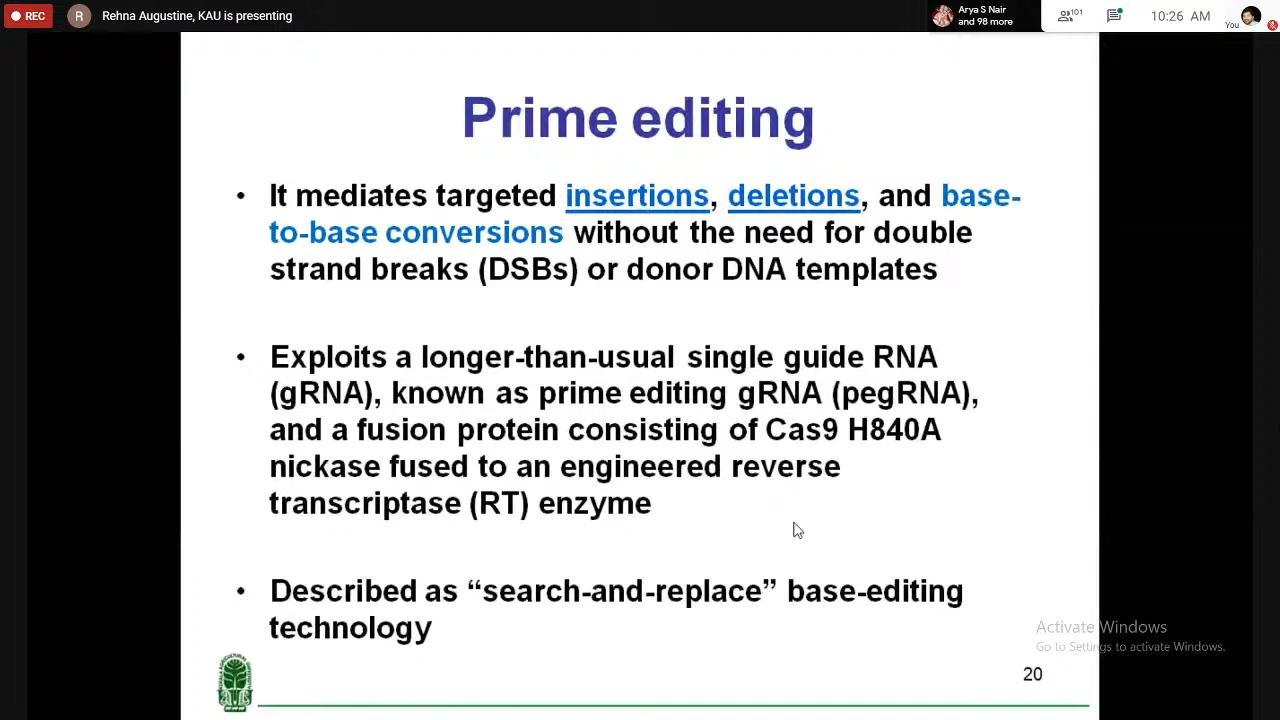 REC
R
Rehna Augustine, KAU is presenting
Arya S Nair
and 98 more
101
10:26 AM
You
Prime editing
• It mediates targeted insertions, deletions, and base-
to-base conversions without the need for double
strand breaks (DSBs) or donor DNA templates
• Exploits a longer-than-usual single guide RNA
(gRNA), known as prime editing gRNA (pegRNA),
and a fusion protein consisting of Cas9 H840A
nickase fused to an engineered reverse
transcriptase (RT) enzyme
• Described as “search-and-replace” base-editing
technology
Activate Windows
Go to Settings to activate Windows.
20